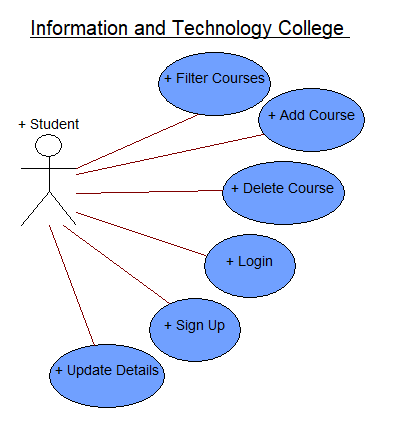 Information and Technology College
+ Filter Courses
+ Add Course
+ Student
+ Delete Course
+ Login
+ Sign Up
+ Update Details